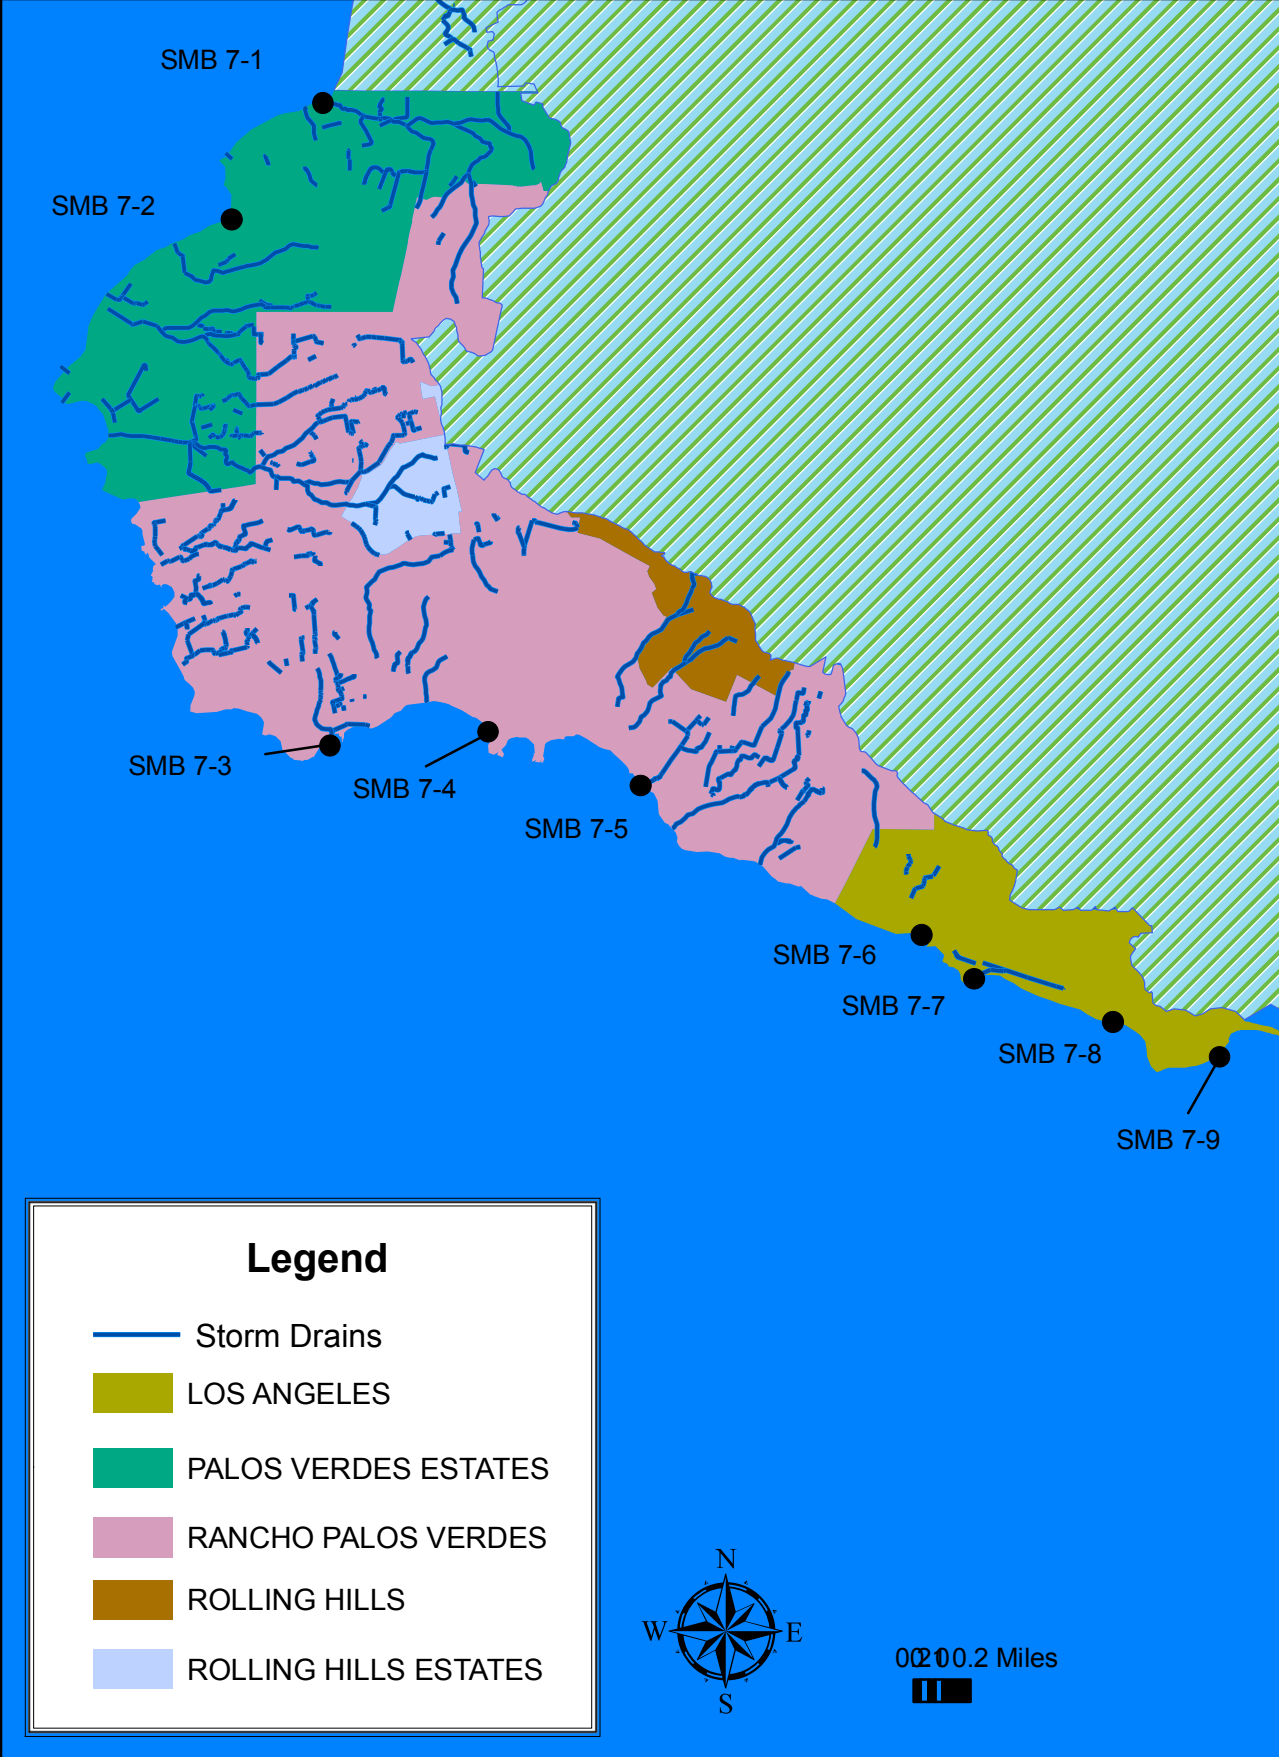 SMB 7-1
SMB 7-2
SMB 7-3
SMB 7-4
SMB 7-5
SMB 7-6
SMB 7-7
SMB 7-8
SMB 7-9
Legend
Storm Drains
LOS ANGELES
PALOS VERDES ESTATES
RANCHO PALOS VERDES
ROLLING HILLS
ROLLING HILLS ESTATES
N
W E
S
0.2 Miles